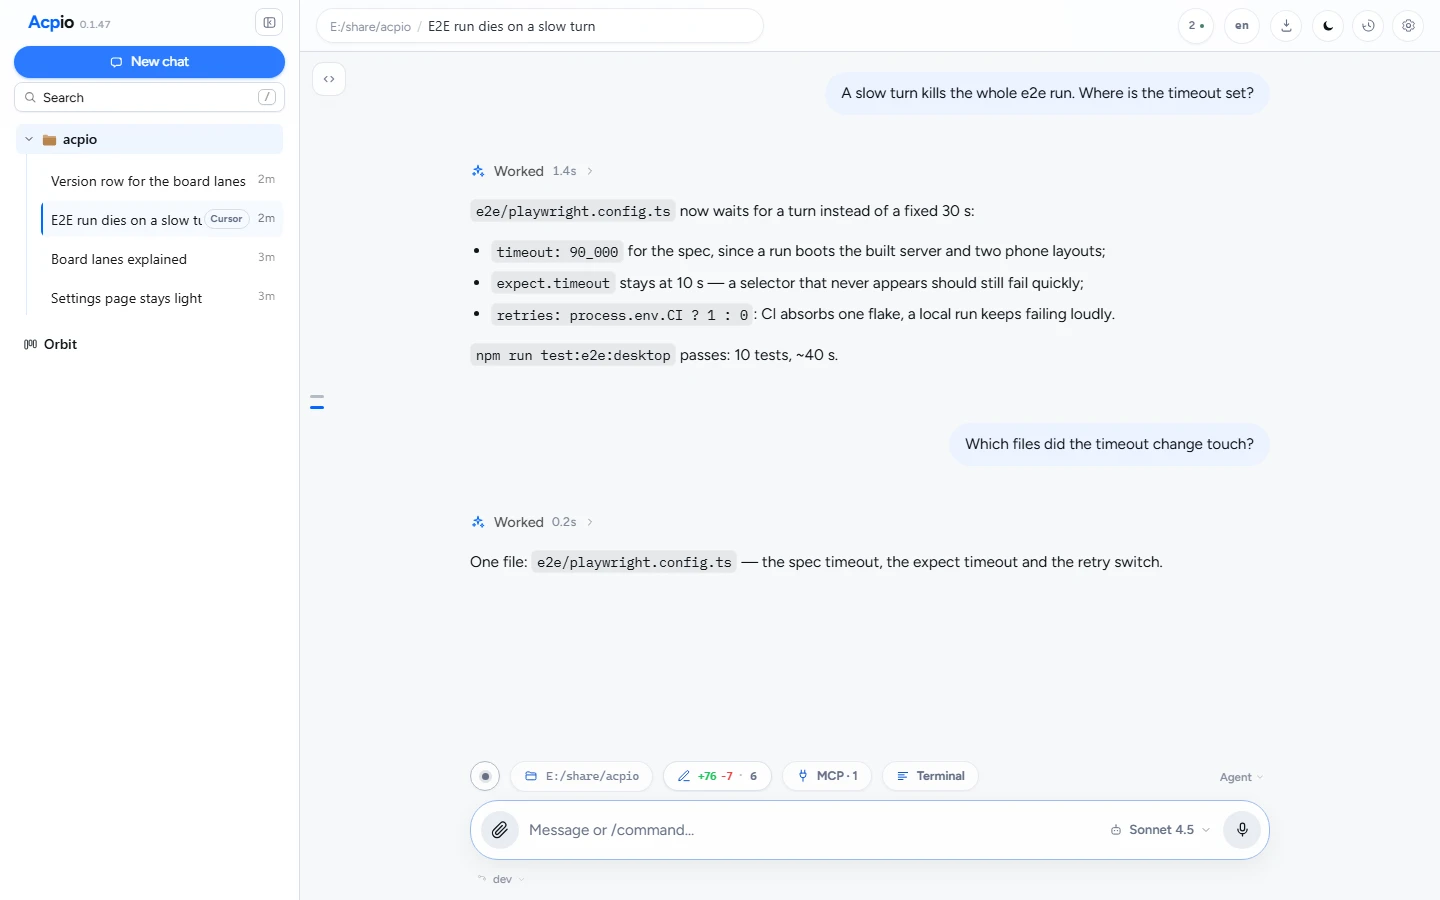 Acpio 0.1.47
New chat
Search /
acpio
Version row for the board lanes 2m
E2E run dies on a slow tu Cursor 2m
Board lanes explained 3m
Settings page stays light 3m
Orbit
E:/share/acpio / E2E run dies on a slow turn
2 •
en
A slow turn kills the whole e2e run. Where is the timeout set?
Worked 1.4s
e2e/playwright.config.ts now waits for a turn instead of a fixed 30 s:
• timeout: 90_000 for the spec, since a run boots the built server and two phone layouts;
• expect.timeout stays at 10 s — a selector that never appears should still fail quickly;
• retries: process.env.CI ? 1 : 0 : CI absorbs one flake, a local run keeps failing loudly.
npm run test:e2e:desktop passes: 10 tests, ~40 s.
Which files did the timeout change touch?
Worked 0.2s
One file: e2e/playwright.config.ts — the spec timeout, the expect timeout and the retry switch.
E:/share/acpio
+76 -7 · 6
MCP · 1
Terminal
Agent
Message or /command...
Sonnet 4.5
dev